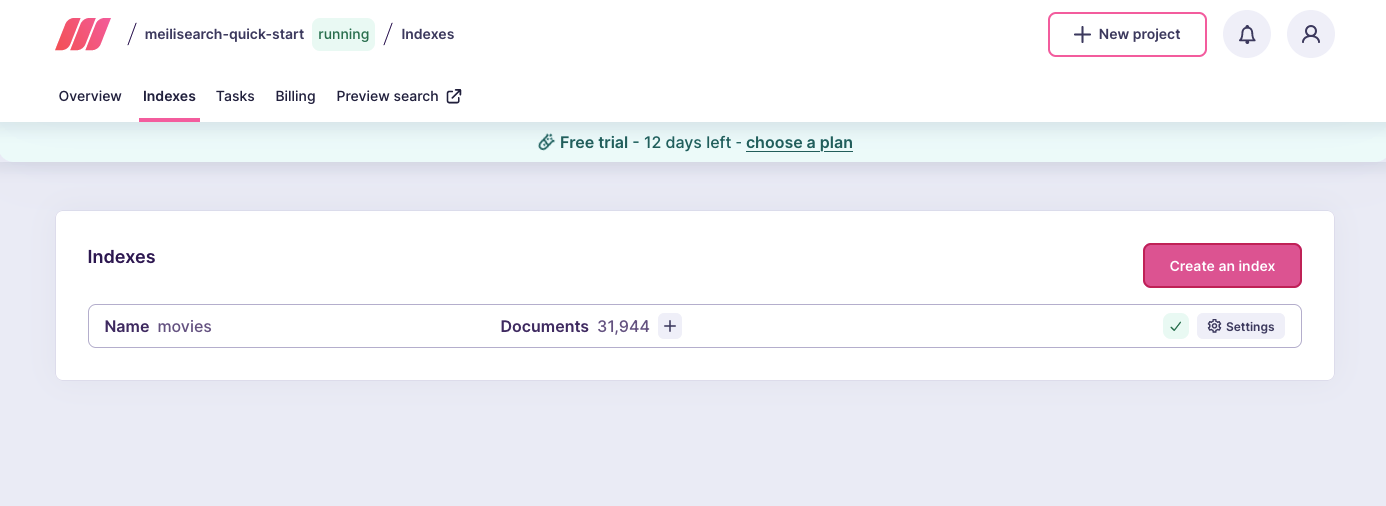 / meilisearch-quick-start running / Indexes
New project
Overview Indexes Tasks Billing Preview search
Free trial - 12 days left - choose a plan
Indexes
Create an index
Name movies Documents 31,944 + Settings